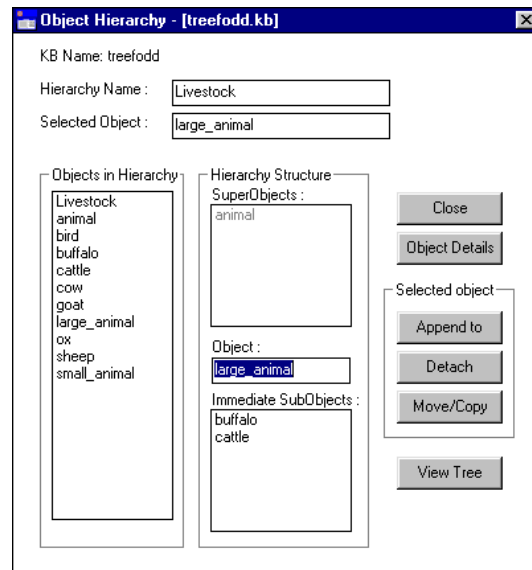 Object Hierarchy - [treefodd.kb]
KB Name: treefodd
Hierarchy Name :
Livestock
Selected Object :
large_animal
Objects in Hierarchy
Livestock
animal
bird
buffalo
cattle
cow
goat
large_animal
ox
sheep
small_animal
Hierarchy Structure
SuperObjects :
animal
Object :
large_animal
Immediate SubObjects :
buffalo
cattle
Close
Object Details
Selected object
Append to
Detach
Move/Copy
View Tree